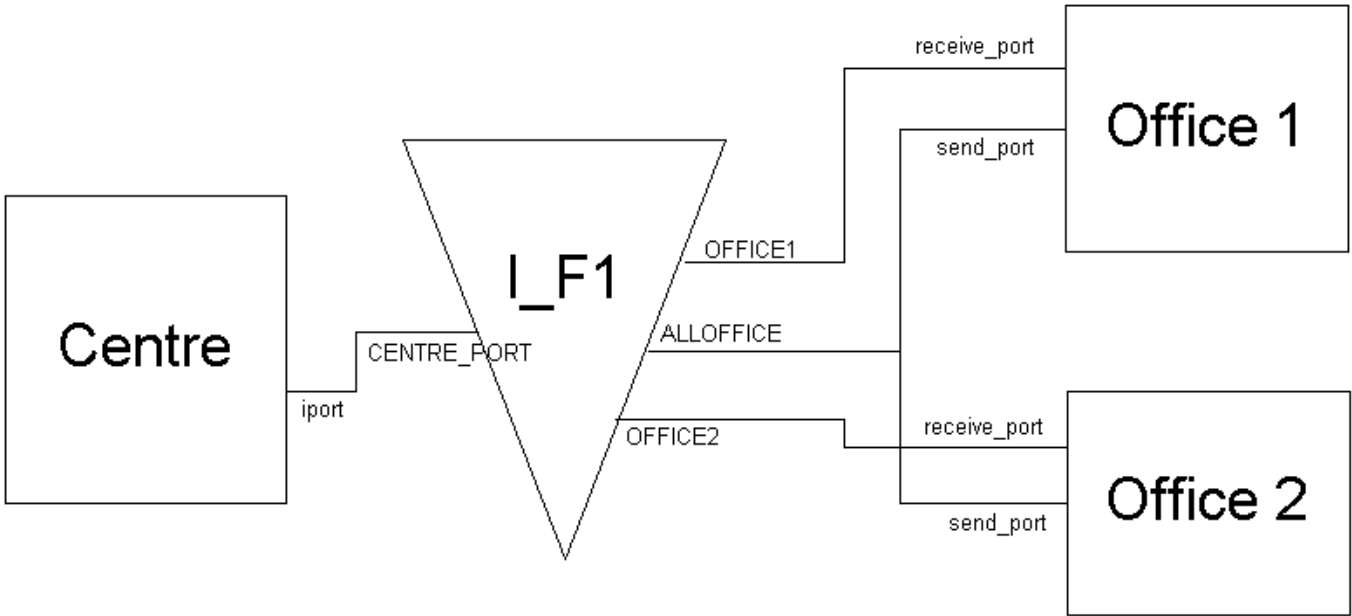 receive_port
Office 1
send_port
OFFICE1
I_F1
Centre
ALLOFFICE
CENTRE_PORT
iport
receive_port
OFFICE2
Office 2
send_port